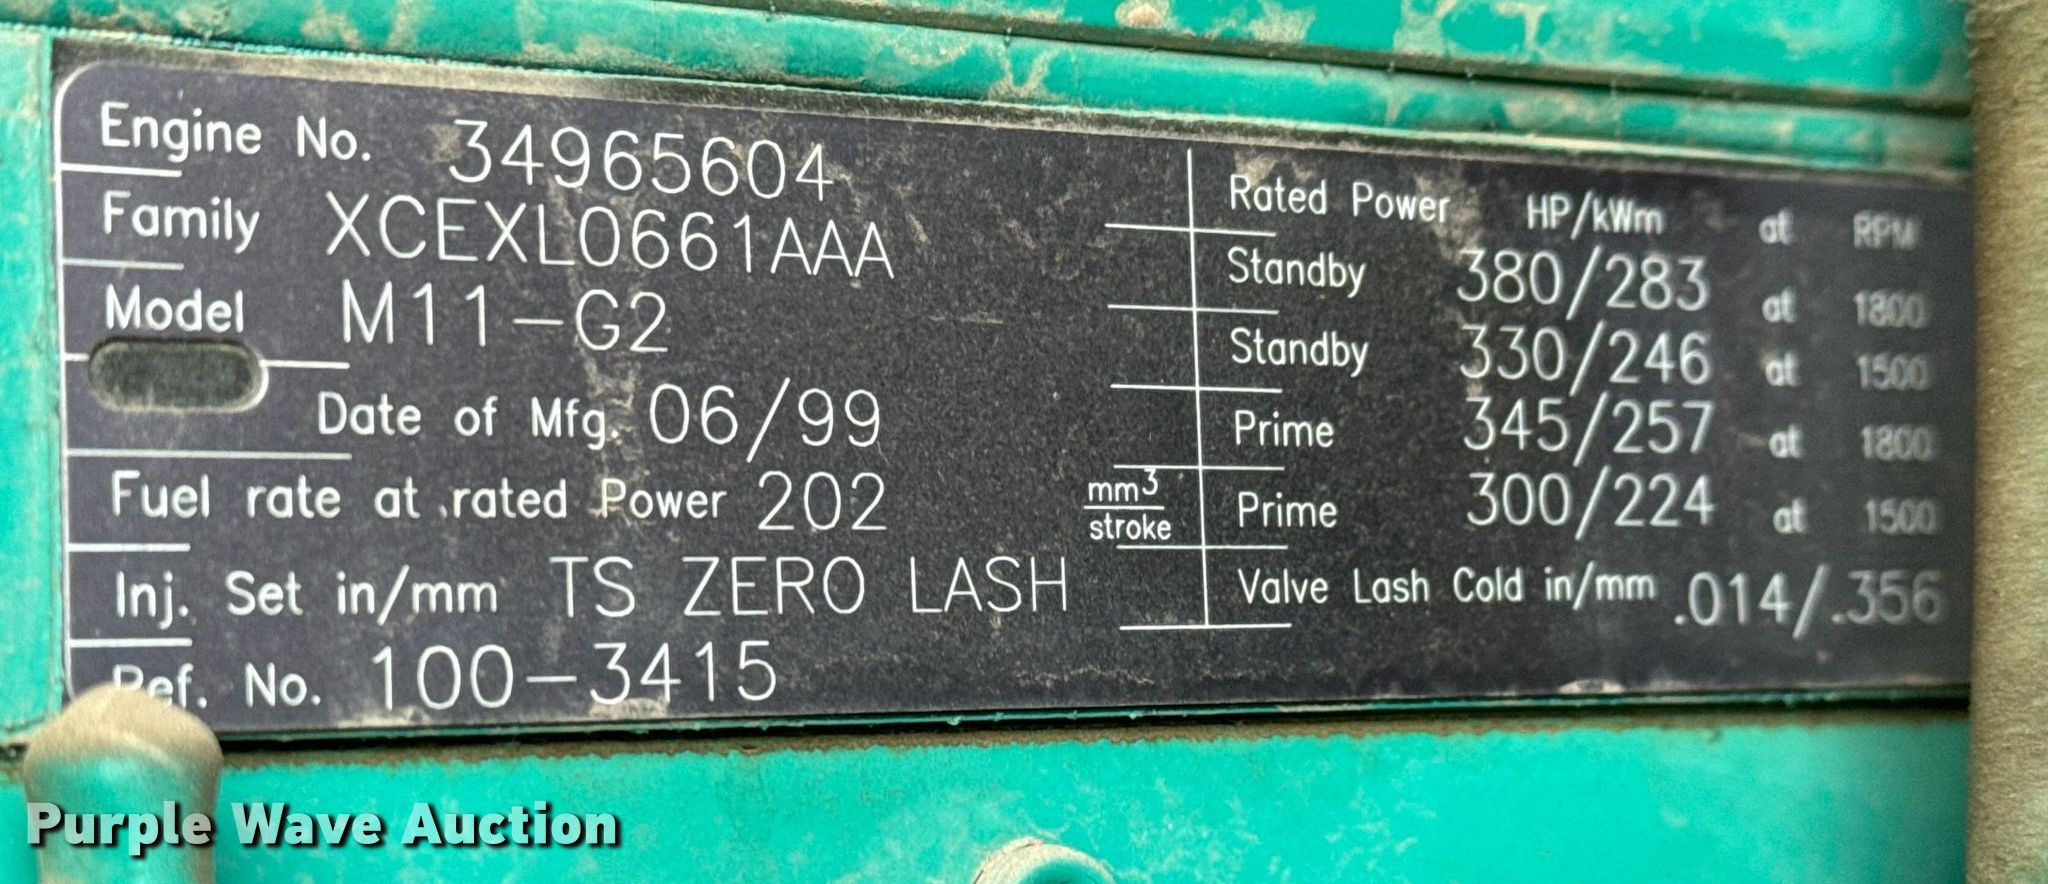 Engine No. 34965604
Family XCEXL0661AAA
Model M11-G2
Date of Mfg. 06/99
Fuel rate at rated Power 202 mm³/stroke
Inj. Set in/mm TS ZERO LASH
Ref. No. 100-3415
Rated Power HP/kWm at RPM
Standby 380/283 at 1800
Standby 330/246 at 1500
Prime 345/257 at 1800
Prime 300/224 at 1500
Valve Lash Cold in/mm .014/.356
Purple Wave Auction